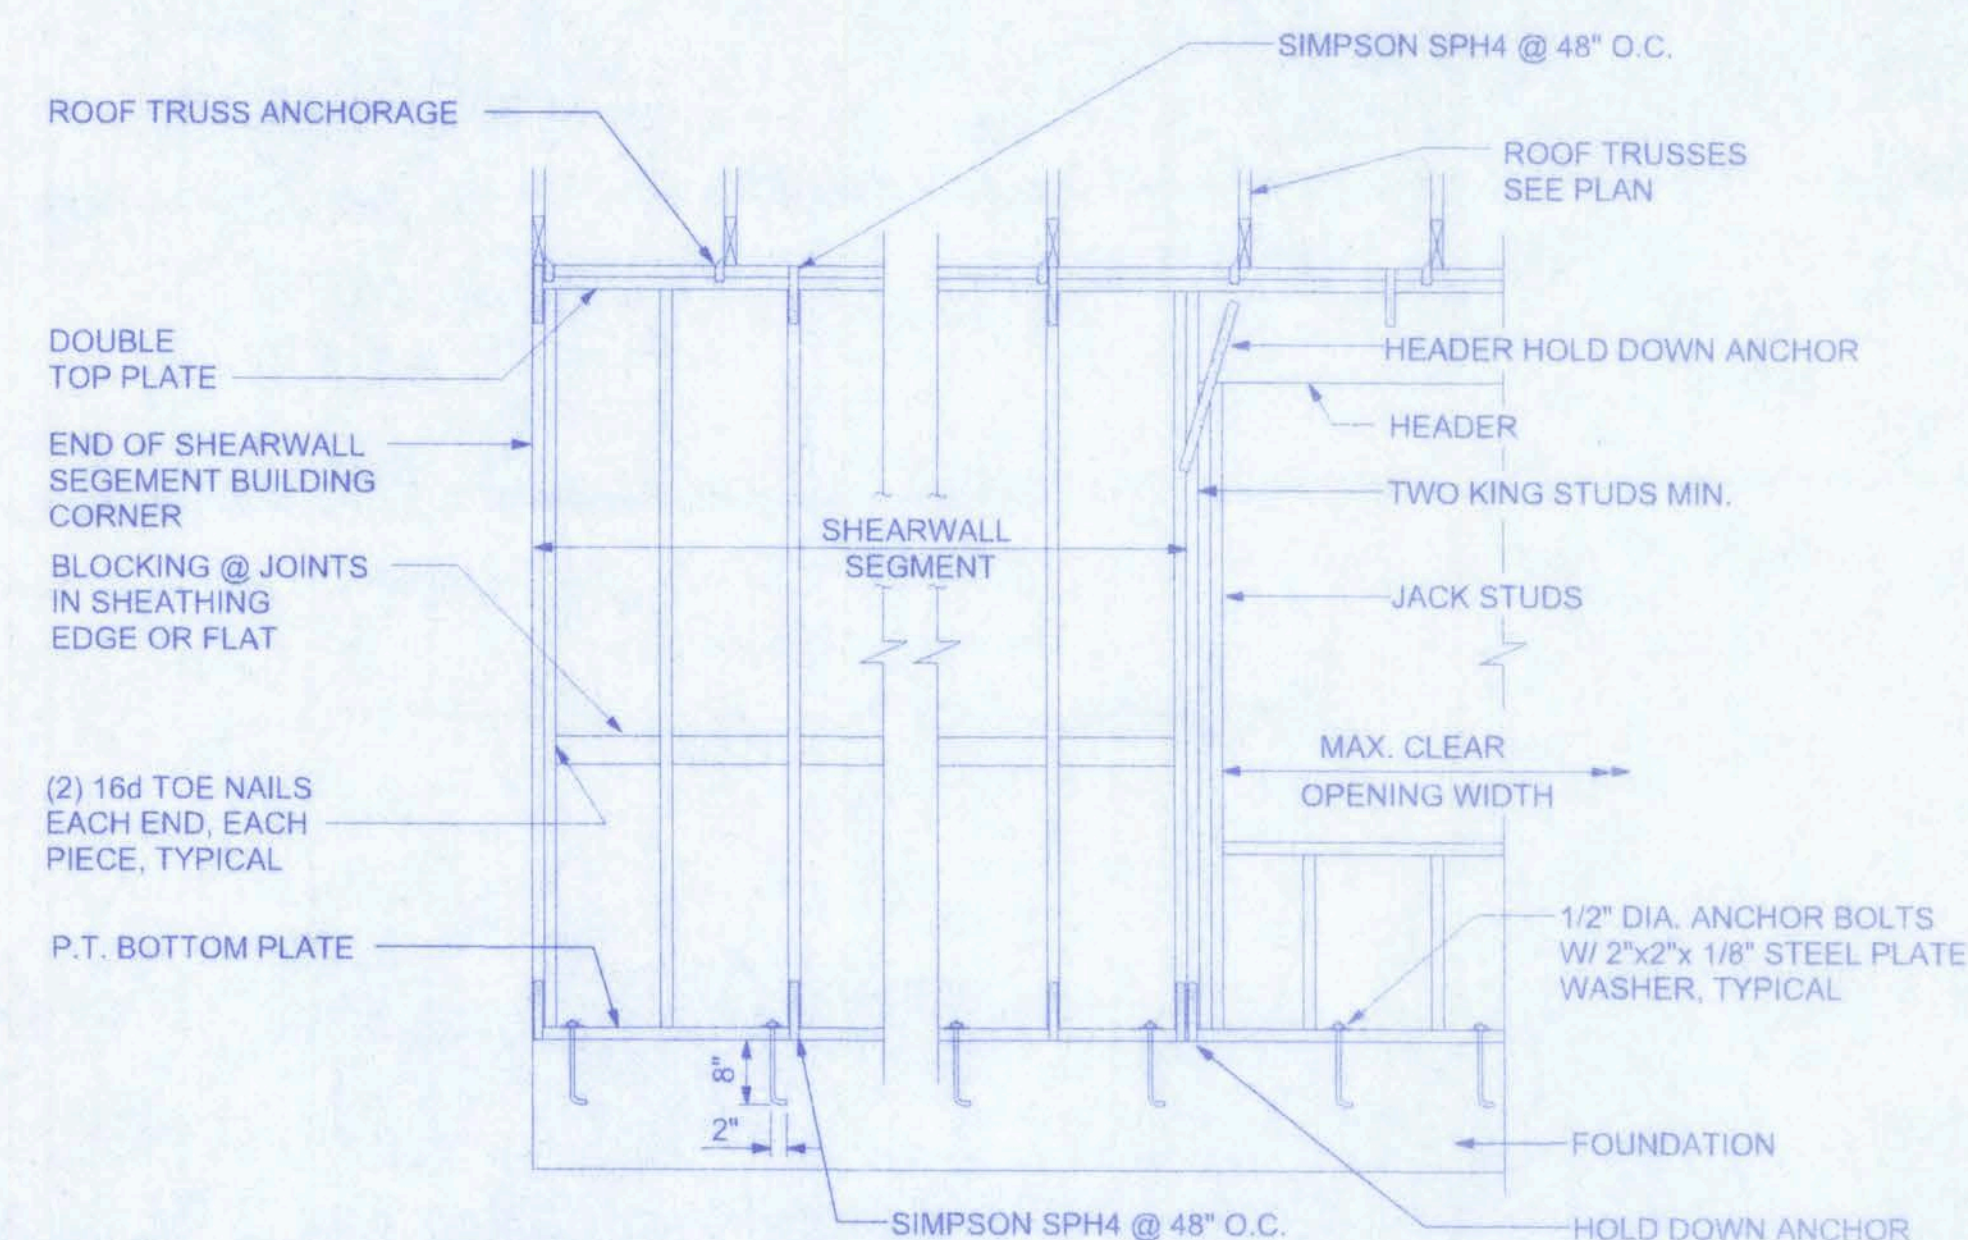 SIMPSON SPH4 @ 48" O.C.
ROOF TRUSS ANCHORAGE
ROOF TRUSSES
SEE PLAN
DOUBLE
TOP PLATE
HEADER HOLD DOWN ANCHOR
HEADER
END OF SHEARWALL
SEGEMENT BUILDING
CORNER
TWO KING STUDS MIN.
SHEARWALL
SEGMENT
BLOCKING @ JOINTS
IN SHEATHING
EDGE OR FLAT
JACK STUDS
MAX. CLEAR
OPENING WIDTH
(2) 16d TOE NAILS
EACH END, EACH
PIECE, TYPICAL
P.T. BOTTOM PLATE
1/2" DIA. ANCHOR BOLTS
W/ 2"x2"x 1/8" STEEL PLATE
WASHER, TYPICAL
8"
2"
FOUNDATION
SIMPSON SPH4 @ 48" O.C.
HOLD DOWN ANCHOR